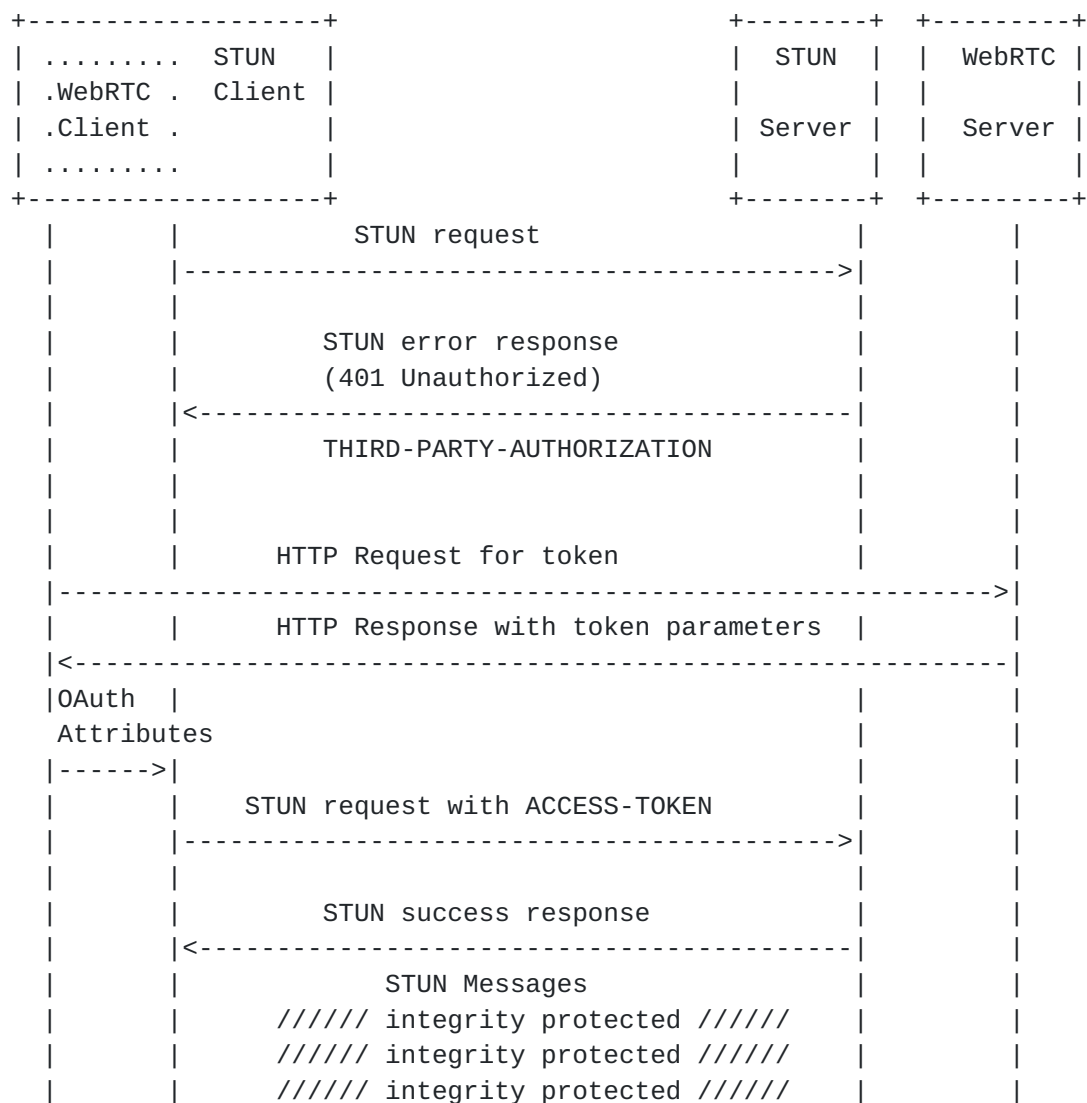 +-------------------+                         +--------+  +---------+
| .........  STUN   |                         |  STUN  |  |  WebRTC |
| .WebRTC .  Client |                         |        |  |         |
| .Client .         |                         | Server |  |  Server |
| .........         |                         |        |  |         |
+-------------------+                         +--------+  +---------+
  |       |           STUN request                    |         |
  |       |------------------------------------------>|         |
  |       |                                           |         |
  |       |         STUN error response               |         |
  |       |         (401 Unauthorized)                |         |
  |       |<------------------------------------------|         |
  |       |         THIRD-PARTY-AUTHORIZATION         |         |
  |       |                                           |         |
  |       |                                           |         |
  |       |      HTTP Request for token               |         |
  |------------------------------------------------------------>|
  |       |      HTTP Response with token parameters  |         |
  |<------------------------------------------------------------|
  |OAuth  |                                           |         |
   Attributes                                         |         |
  |------>|                                           |         |
  |       |    STUN request with ACCESS-TOKEN         |         |
  |       |------------------------------------------>|         |
  |       |                                           |         |
  |       |         STUN success response             |         |
  |       |<------------------------------------------|         |
  |       |             STUN Messages                 |         |
  |       |      ////// integrity protected //////    |         |
  |       |      ////// integrity protected //////    |         |
  |       |      ////// integrity protected //////    |         |